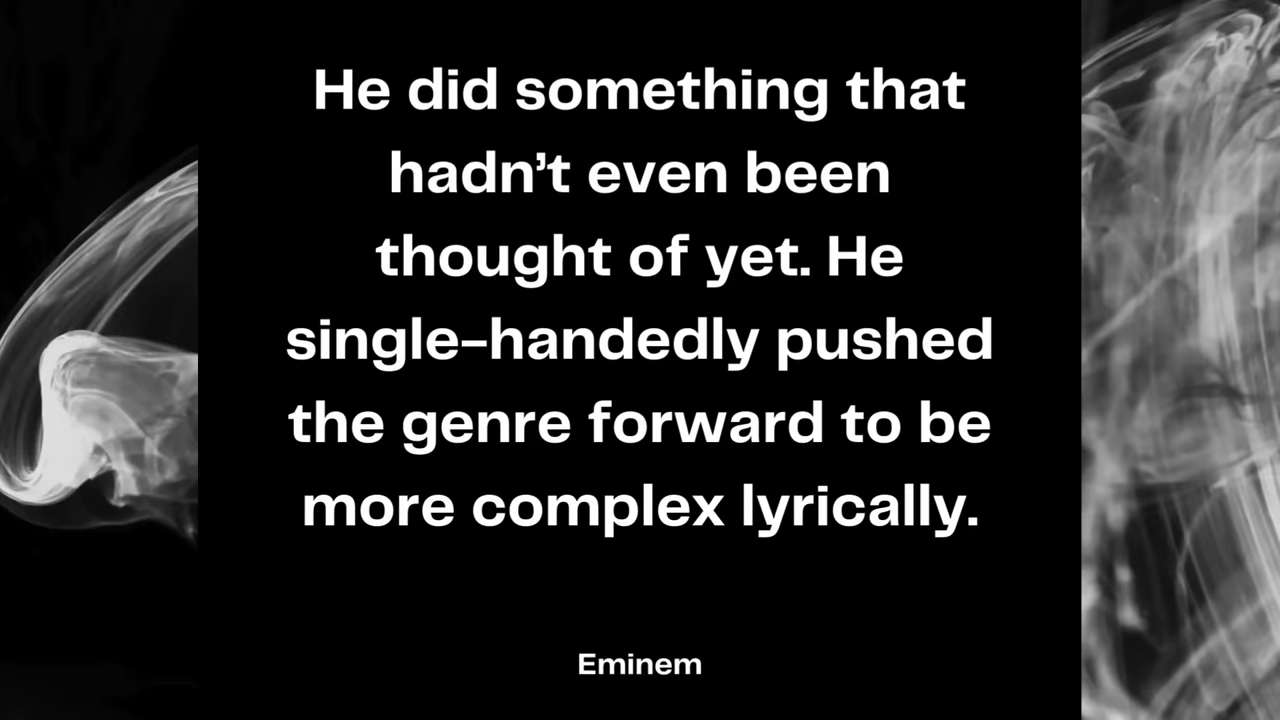 He did something that
hadn’t even been
thought of yet. He
single–handedly pushed
the genre forward to be
more complex lyrically.
Eminem